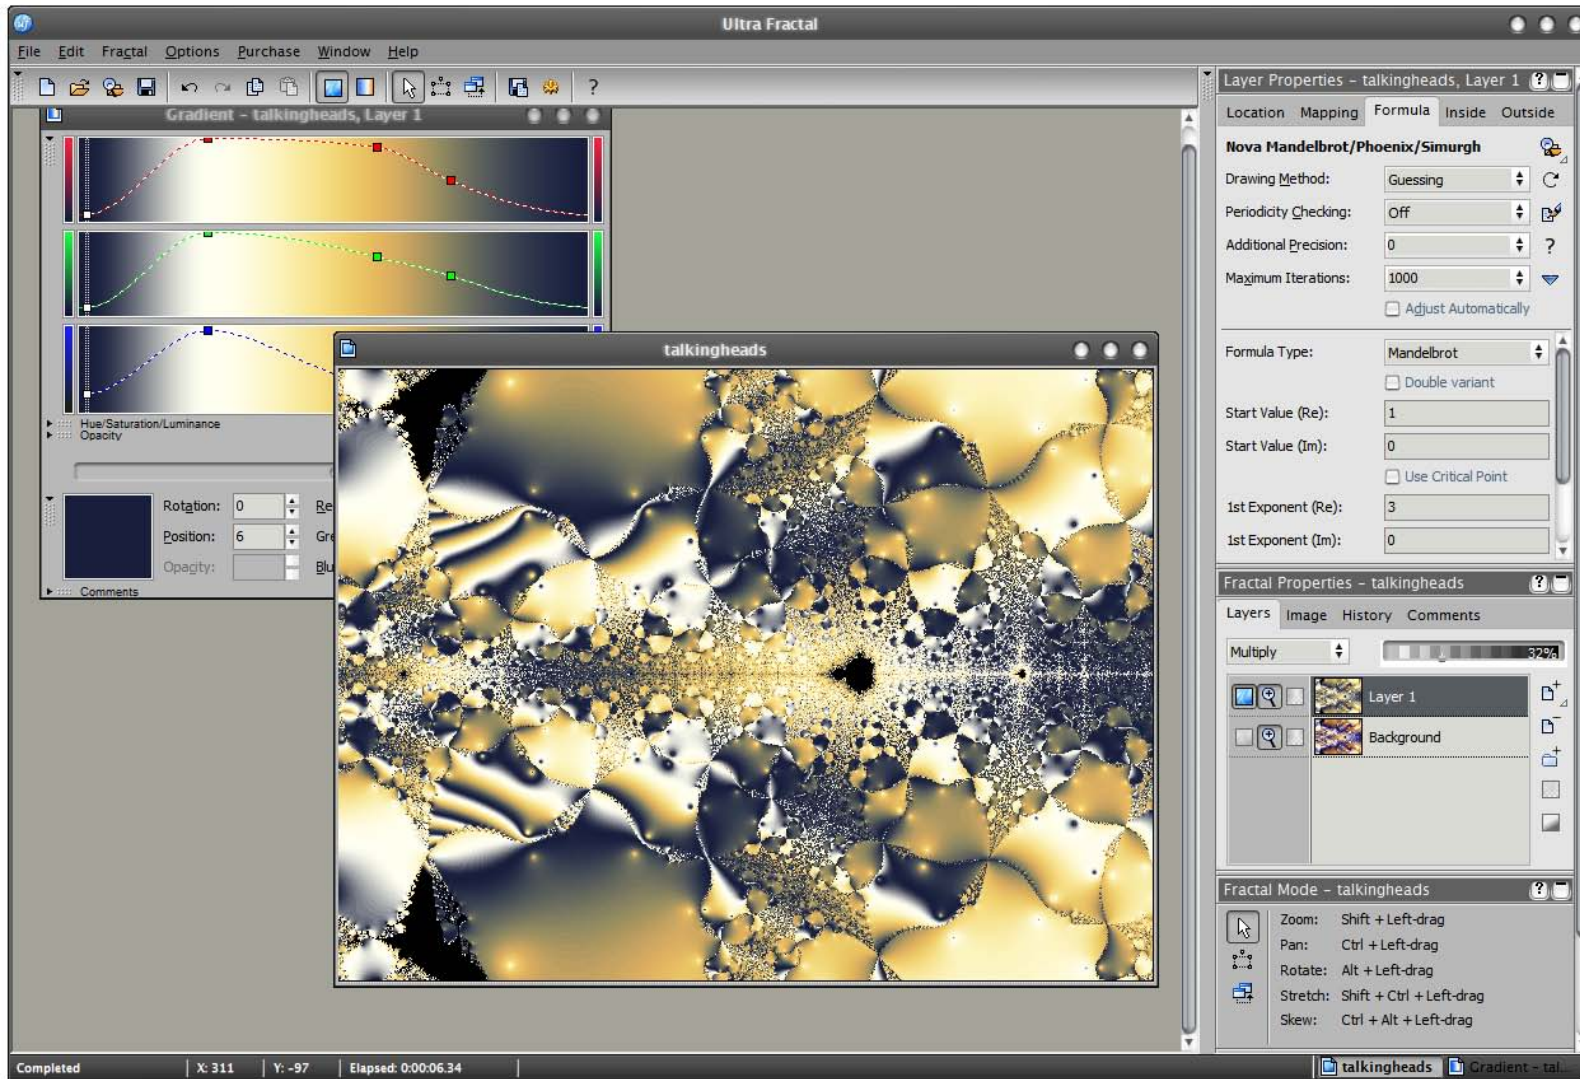 Ultra Fractal
File Edit Fractal Options Purchase Window Help
?
Gradient - talkingheads, Layer 1
Hue/Saturation/Luminance
Opacity
Rotation: 0
Position: 6
Opacity:
Re
Gre
Blu
Comments
talkingheads
Layer Properties - talkingheads, Layer 1 ?
Location Mapping Formula Inside Outside
Nova Mandelbrot/Phoenix/Simurgh
Drawing Method: Guessing
Periodicity Checking: Off
Additional Precision: 0 ?
Maximum Iterations: 1000
Adjust Automatically
Formula Type: Mandelbrot
Double variant
Start Value (Re): 1
Start Value (Im): 0
Use Critical Point
1st Exponent (Re): 3
1st Exponent (Im): 0
Fractal Properties - talkingheads ?
Layers Image History Comments
Multiply 32%
Layer 1
Background
Fractal Mode - talkingheads ?
Zoom: Shift + Left-drag
Pan: Ctrl + Left-drag
Rotate: Alt + Left-drag
Stretch: Shift + Ctrl + Left-drag
Skew: Ctrl + Alt + Left-drag
Completed X: 311 Y: -97 Elapsed: 0:00:06.34 talkingheads Gradient - tal...